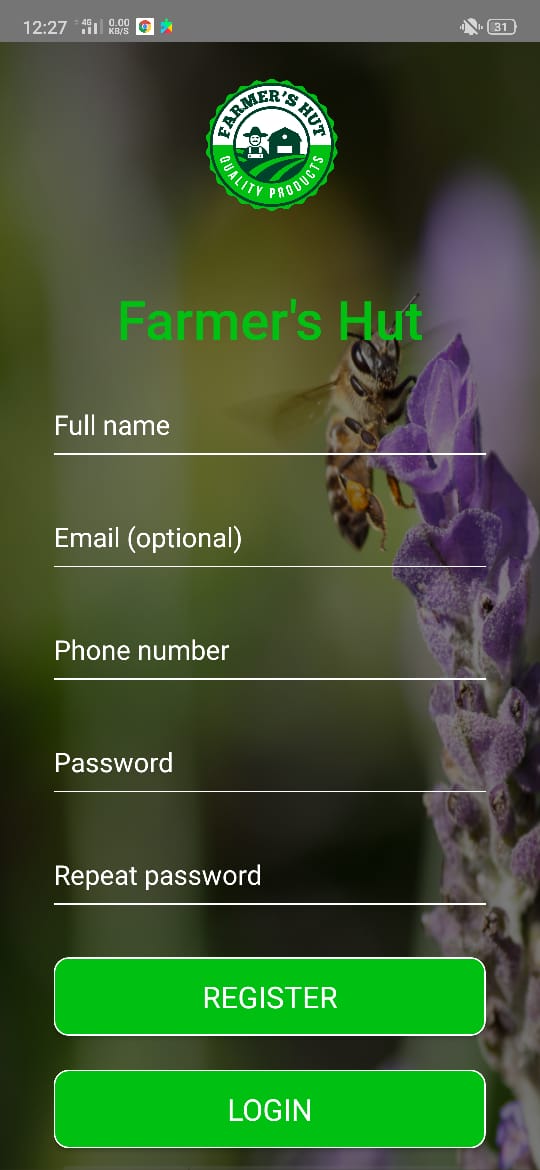 12:27 4G 0.00 KB/S 31
FARMER'S HUT
QUALITY PRODUCTS
Farmer's Hut
Full name
Email (optional)
Phone number
Password
Repeat password
REGISTER
LOGIN